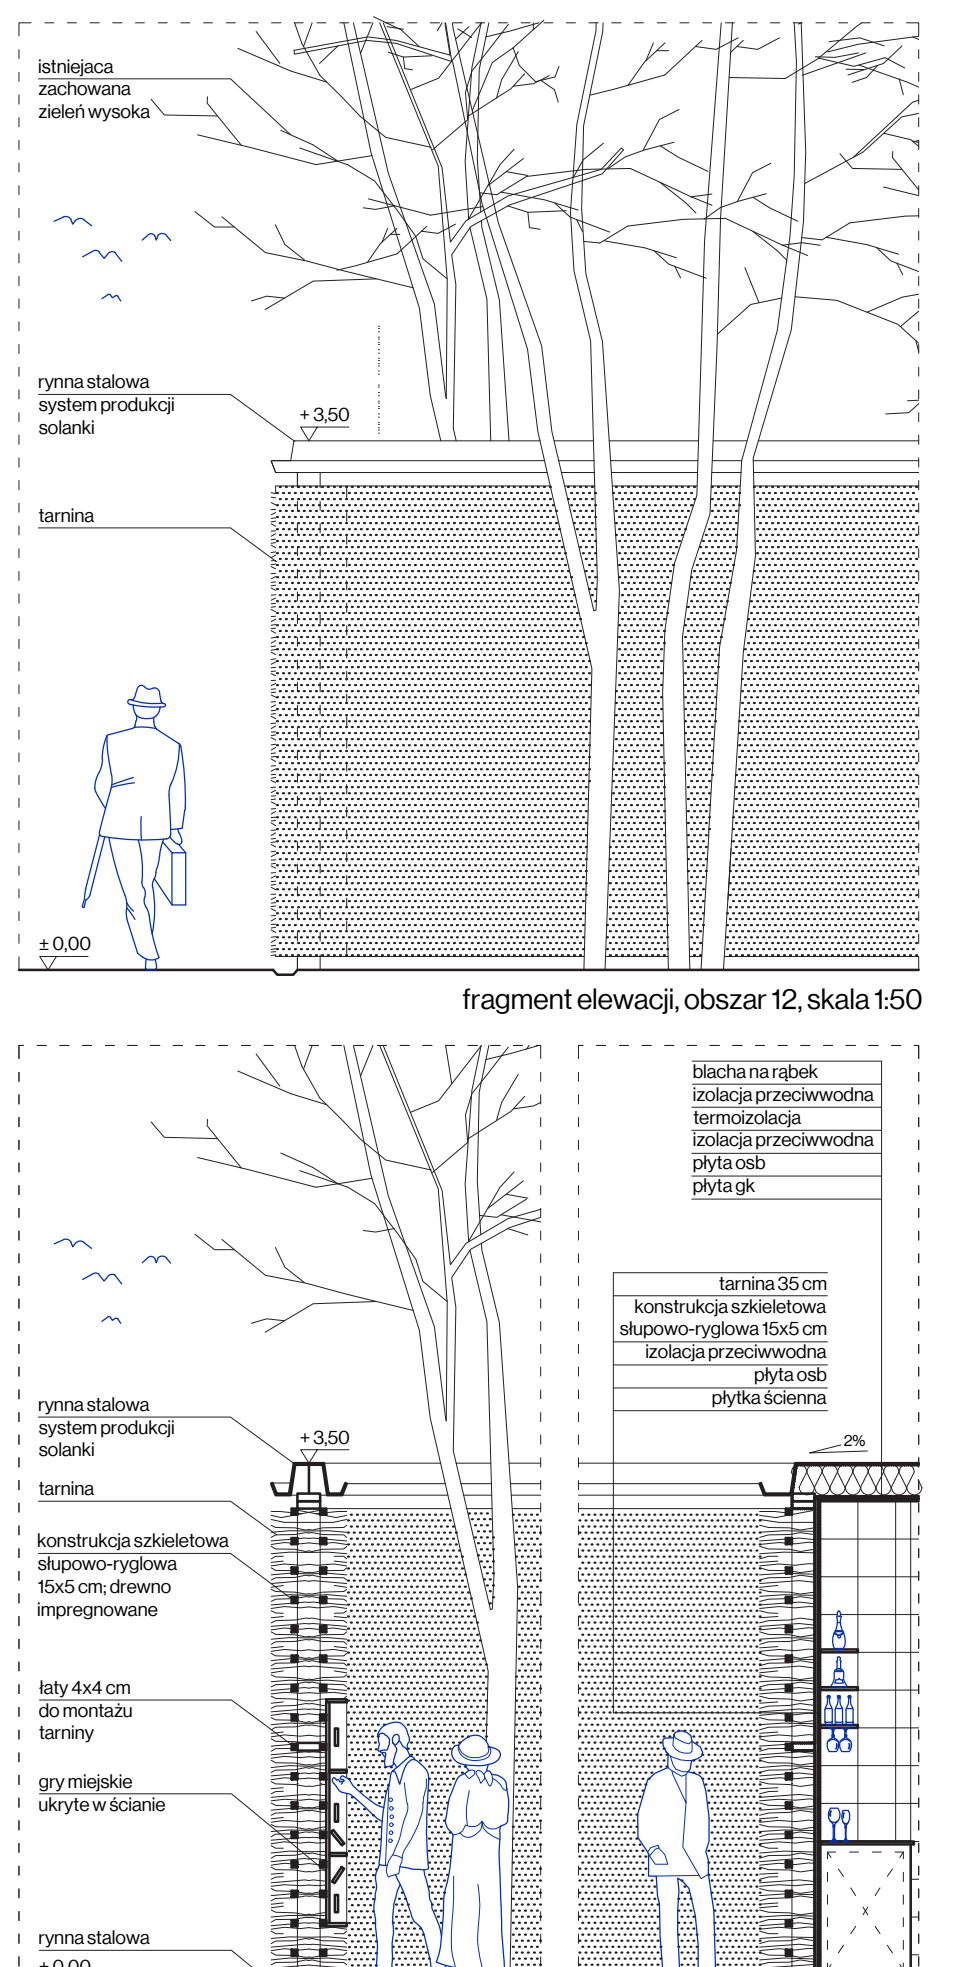 istniejaca
zachowana
zieleń wysoka
rynna stalowa
system produkcji
solanki
+ 3,50
tarnina
± 0,00
fragment elewacji, obszar 12, skala 1:50
blacha na rąbek
izolacja przeciwwodna
termoizolacja
izolacja przeciwwodna
płyta osb
płyta gk
tarnina 35 cm
konstrukcja szkieletowa
słupowo-ryglowa 15x5 cm
izolacja przeciwwodna
płyta osb
płytka ścienna
2%
rynna stalowa
system produkcji
solanki
+ 3,50
tarnina
konstrukcja szkieletowa
słupowo-ryglowa
15x5 cm; drewno
impregnowane
łaty 4x4 cm
do montażu
tarniny
gry miejskie
ukryte w ścianie
rynna stalowa
± 0,00